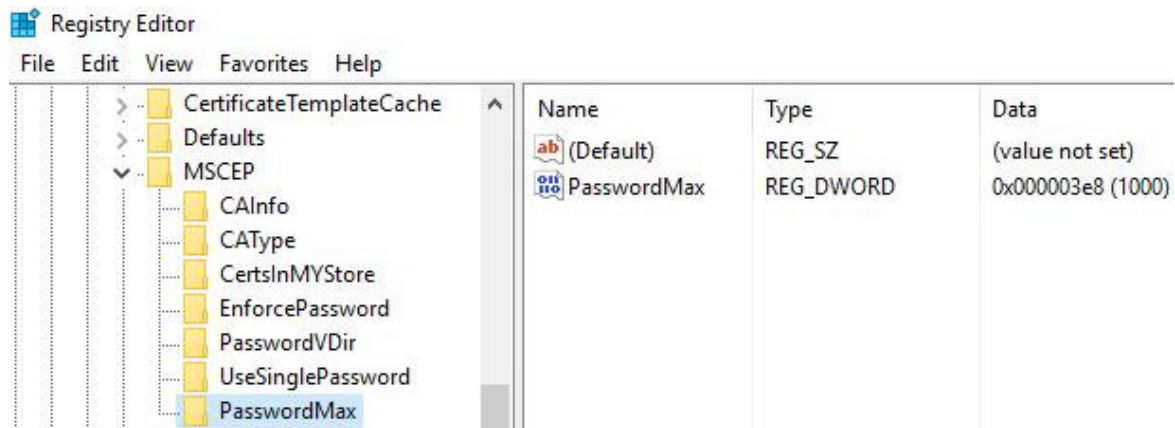 Registry Editor
File Edit View Favorites Help
CertificateTemplateCache
Defaults
MSCEP
CAInfo
CAType
CertsInMYStore
EnforcePassword
PasswordVDir
UseSinglePassword
PasswordMax
Name Type Data
ab (Default) REG_SZ (value not set)
PasswordMax REG_DWORD 0x000003e8 (1000)